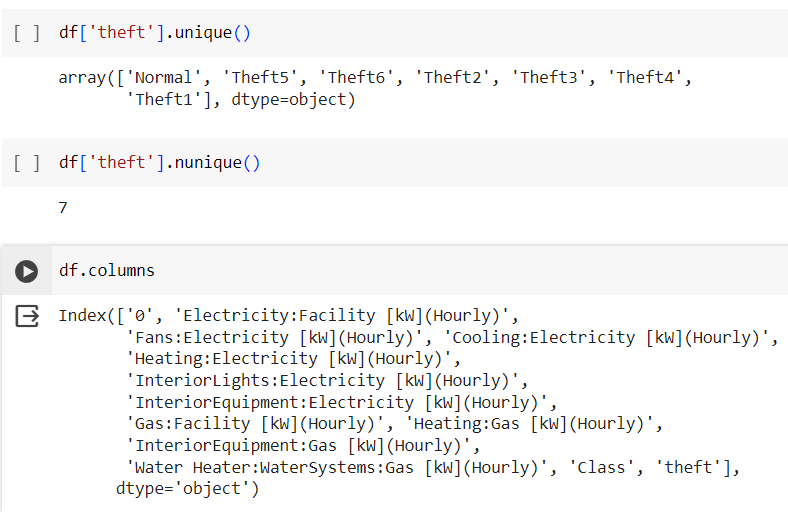 [ ] df['theft'].unique()
array(['Normal', 'Theft5', 'Theft6', 'Theft2', 'Theft3', 'Theft4',
'Theft1'], dtype=object)
[ ] df['theft'].nunique()
7
df.columns
Index(['0', 'Electricity:Facility [kW](Hourly)',
'Fans:Electricity [kW](Hourly)', 'Cooling:Electricity [kW](Hourly)',
'Heating:Electricity [kW](Hourly)',
'InteriorLights:Electricity [kW](Hourly)',
'InteriorEquipment:Electricity [kW](Hourly)',
'Gas:Facility [kW](Hourly)', 'Heating:Gas [kW](Hourly)',
'InteriorEquipment:Gas [kW](Hourly)',
'Water Heater:WaterSystems:Gas [kW](Hourly)', 'Class', 'theft'],
dtype='object')